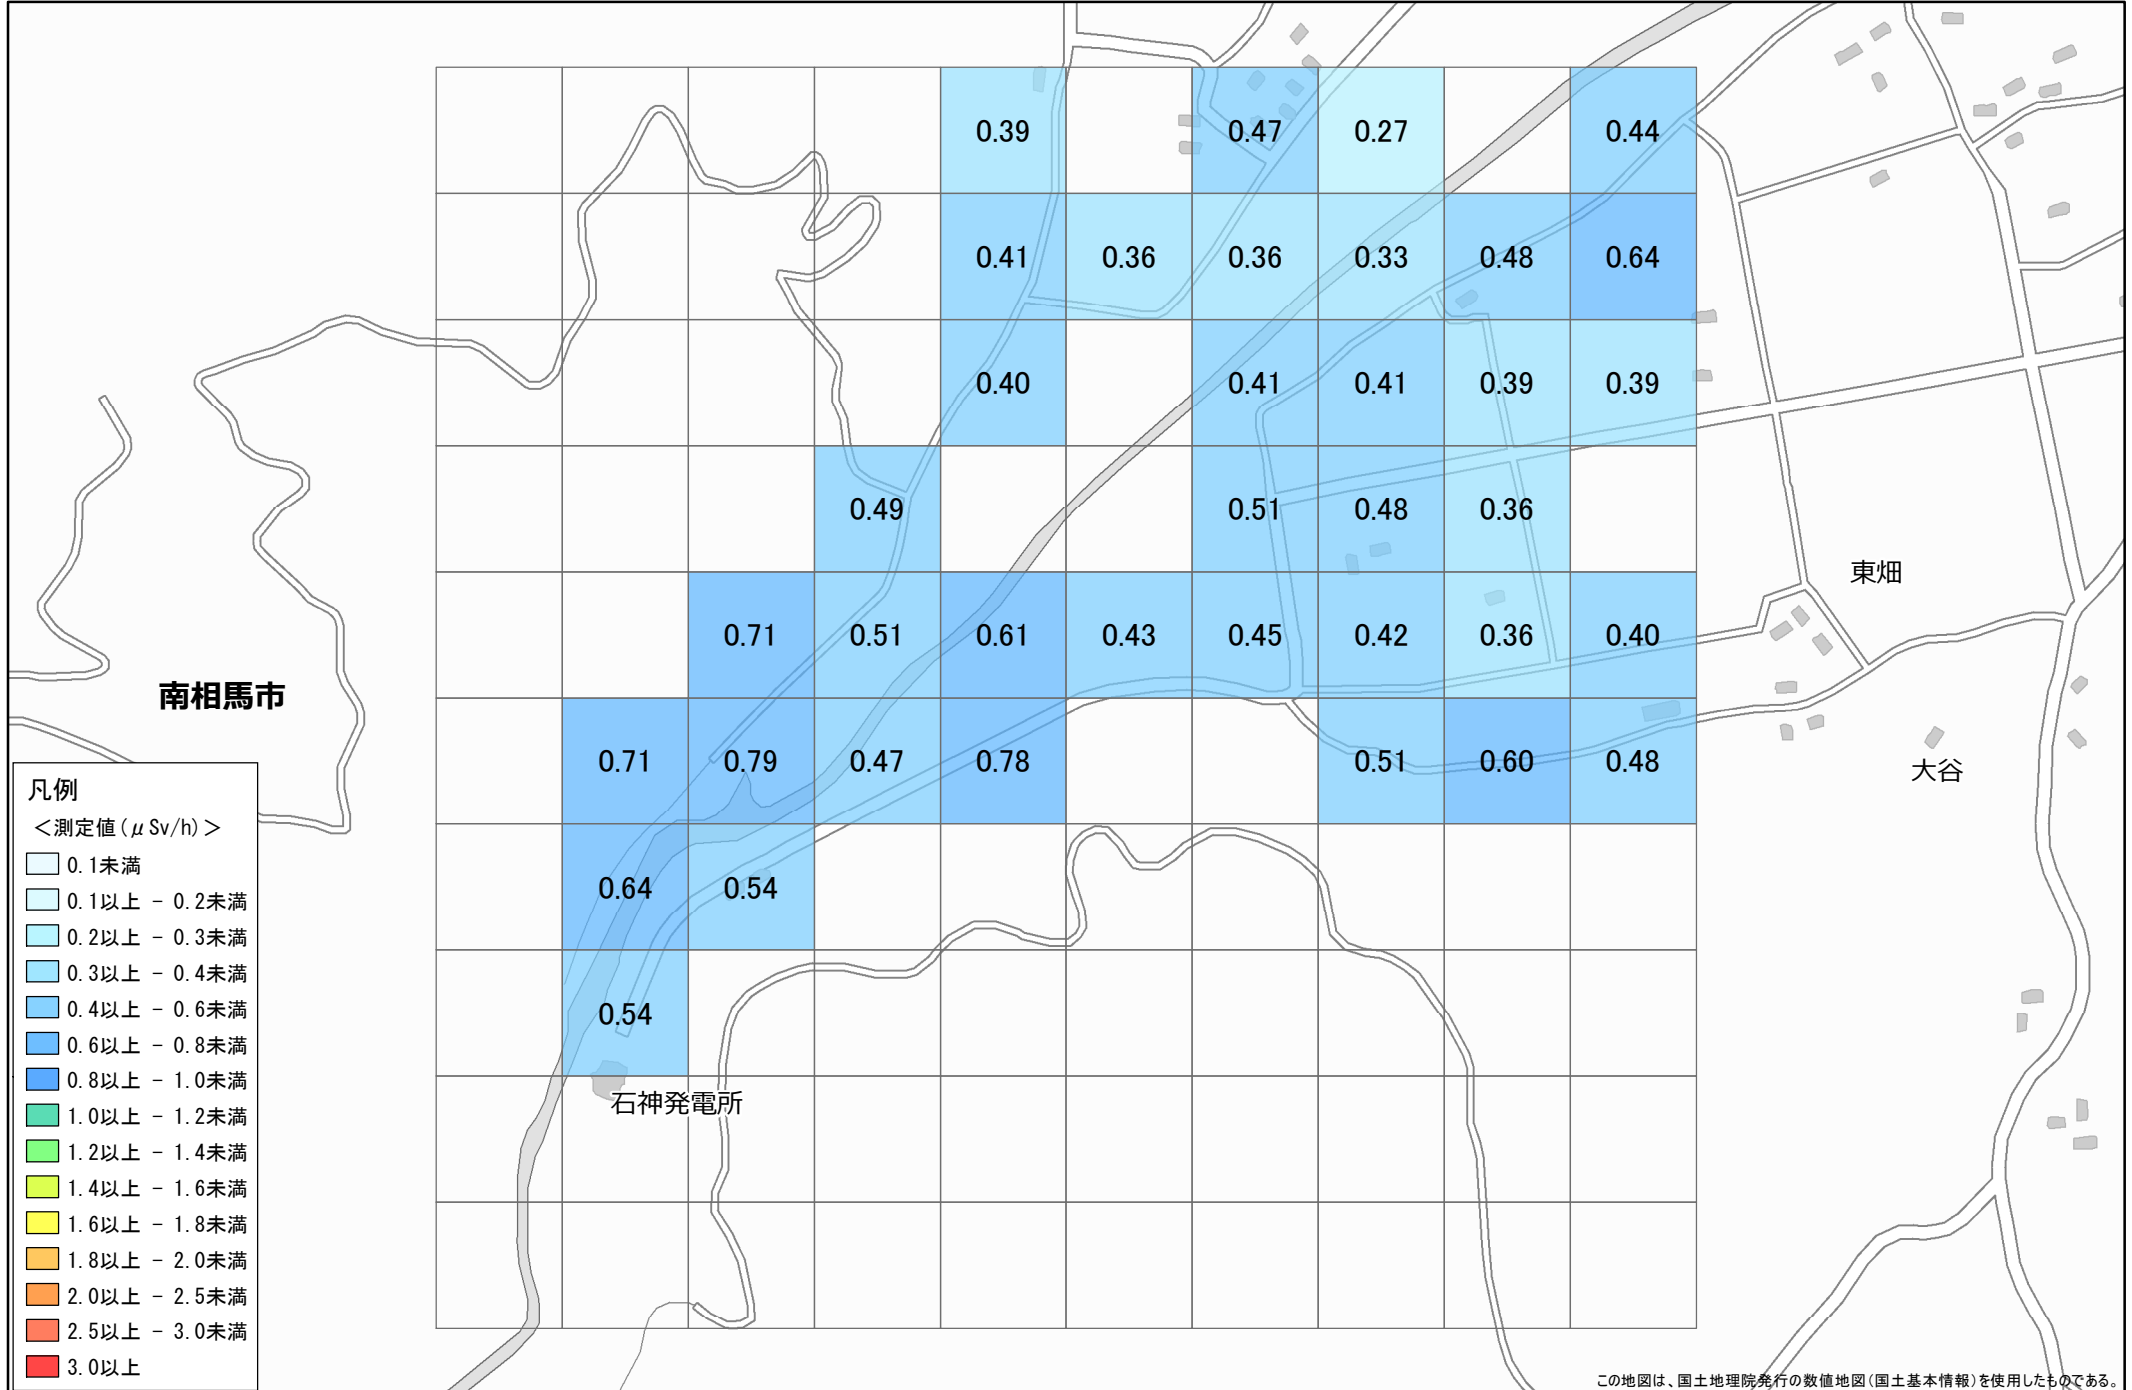 0.39 0.47 0.27 0.44
0.41 0.36 0.36 0.33 0.48 0.64
0.40 0.41 0.41 0.39 0.39
0.49 0.51 0.48 0.36
東畑
0.71 0.51 0.61 0.43 0.45 0.42 0.36 0.40
南相馬市
0.71 0.79 0.47 0.78 0.51 0.60 0.48
大谷
0.64 0.54
0.54
石神発電所
凡例
＜測定値(μSv/h)＞
0.1未満
0.1以上 - 0.2未満
0.2以上 - 0.3未満
0.3以上 - 0.4未満
0.4以上 - 0.6未満
0.6以上 - 0.8未満
0.8以上 - 1.0未満
1.0以上 - 1.2未満
1.2以上 - 1.4未満
1.4以上 - 1.6未満
1.6以上 - 1.8未満
1.8以上 - 2.0未満
2.0以上 - 2.5未満
2.5以上 - 3.0未満
3.0以上
この地図は、国土地理院発行の数値地図(国土基本情報)を使用したものである。